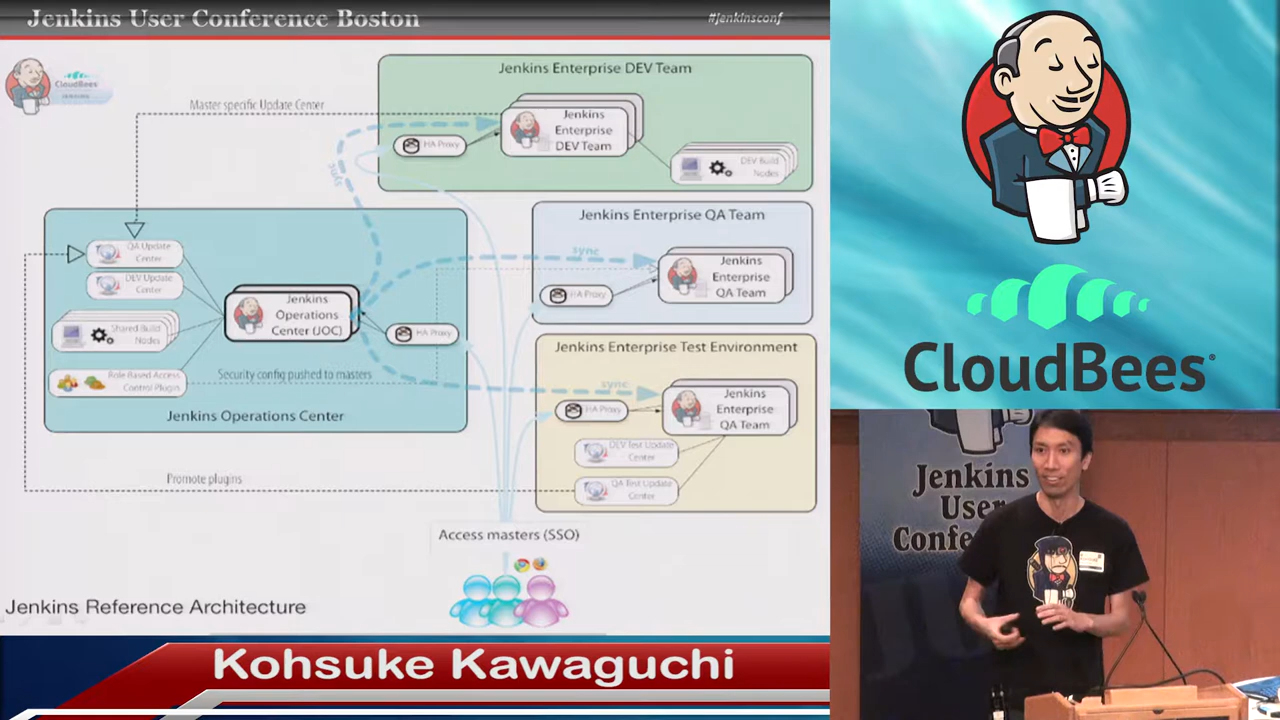 Jenkins User Conference Boston
#jenkinsconf
CloudBees
Jenkins Enterprise DEV Team
Master specific Update Center
HA Proxy
Jenkins
Enterprise
DEV Team
DEV Build
Nodes
sync
Jenkins Enterprise QA Team
sync
Jenkins
Enterprise
QA Team
HA Proxy
QA Update
Center
DEV Update
Center
Shared Build
Nodes
Role Based Access
Control Plugin
Jenkins
Operations
Center (JOC)
HA Proxy
Security config pushed to masters
Jenkins Operations Center
Jenkins Enterprise Test Environment
sync
HA Proxy
Jenkins
Enterprise
QA Team
DEV Test Update
Center
QA Test Update
Center
Promote plugins
Access masters (SSO)
Jenkins Reference Architecture
Kohsuke Kawaguchi
CloudBees
Jenkins
User